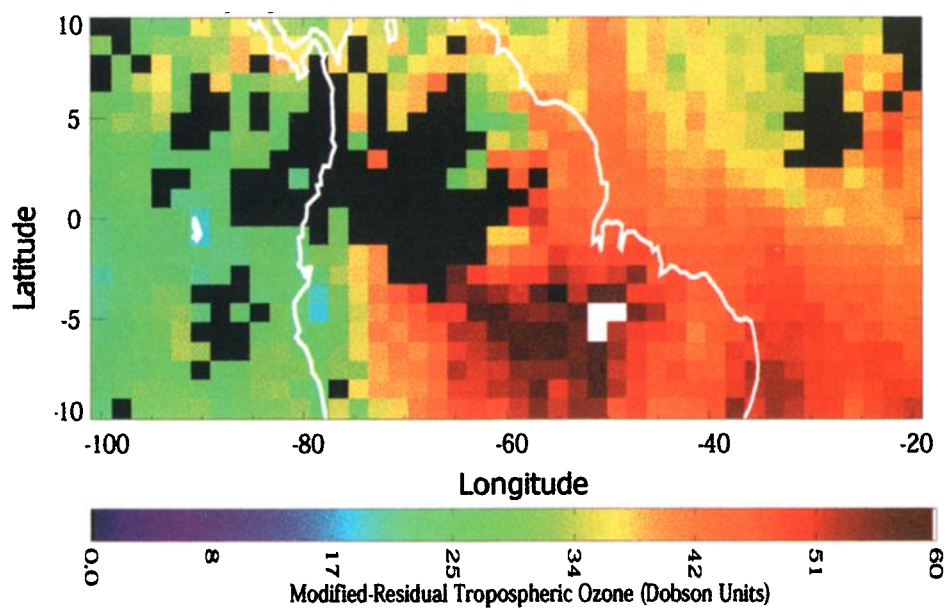 10
5
0
-5
-10
Latitude
-100 -80 -60 -40 -20
Longitude
0.0 8 17 25 34 42 51 60
Modified-Residual Tropospheric Ozone (Dobson Units)